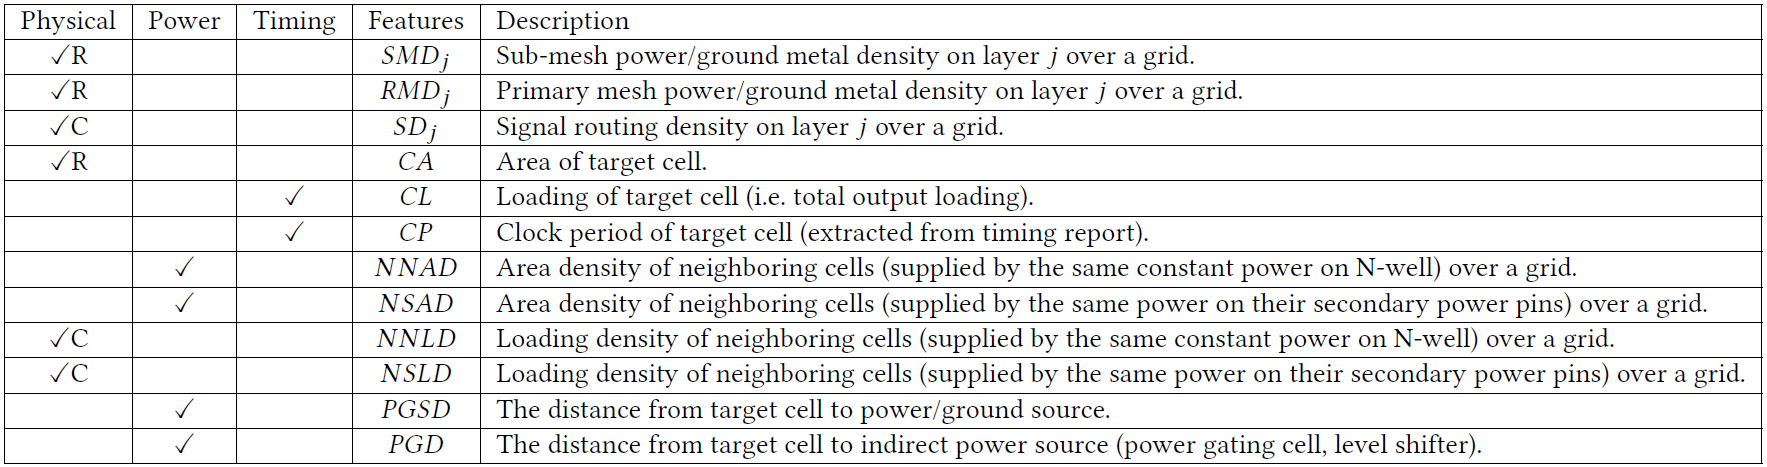 Physical Power Timing Features Description
✓R SMDj Sub-mesh power/ground metal density on layer j over a grid.
✓R RMDj Primary mesh power/ground metal density on layer j over a grid.
✓C SDj Signal routing density on layer j over a grid.
✓R CA Area of target cell.
✓ CL Loading of target cell (i.e. total output loading).
✓ CP Clock period of target cell (extracted from timing report).
✓ NNAD Area density of neighboring cells (supplied by the same constant power on N-well) over a grid.
✓ NSAD Area density of neighboring cells (supplied by the same power on their secondary power pins) over a grid.
✓C NNLD Loading density of neighboring cells (supplied by the same constant power on N-well) over a grid.
✓C NSLD Loading density of neighboring cells (supplied by the same power on their secondary power pins) over a grid.
✓ PGSD The distance from target cell to power/ground source.
✓ PGD The distance from target cell to indirect power source (power gating cell, level shifter).